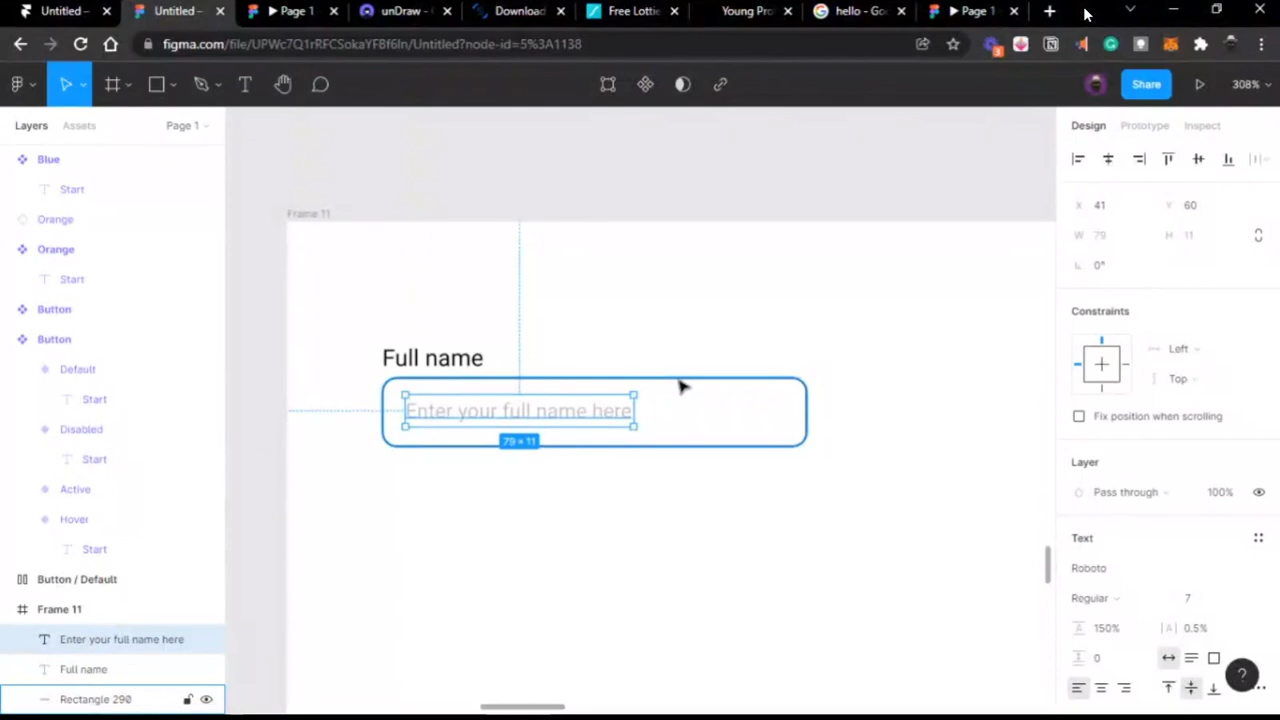 Untitled –
Untitled –
Page 1
unDraw -
Download
Free Lottie
Young Pro
hello - Goo
Page 1
figma.com/file/UPWc7Q1rRFCSokaYFBf6ln/Untitled?node-id=5%3A1138
3
Share
308%
Layers
Assets
Page 1
Design
Prototype
Inspect
Blue
Start
Orange
Orange
Start
Button
Button
Default
Start
Disabled
Start
Active
Hover
Start
Button / Default
Frame 11
Enter your full name here
Full name
Rectangle 290
Frame 11
Full name
Enter your full name here
79 × 11
X 41
Y 60
W 79
H 11
0°
Constraints
Left
Top
Fix position when scrolling
Layer
Pass through
100%
Text
Roboto
Regular
7
150%
|A| 0.5%
0
?